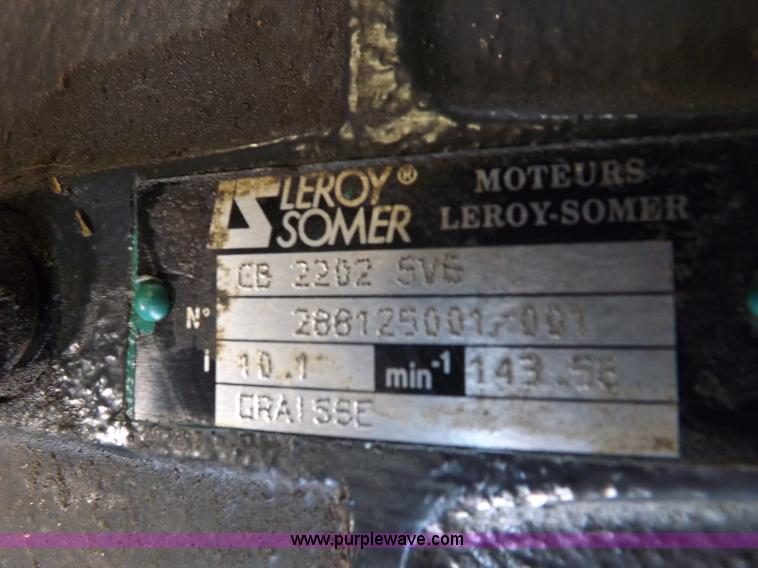 LEROY® SOMER
MOTEURS
LEROY-SOMER
CB 2202 SV5
N° 288125001/001
i 10.1 min-1 143.56
GRAISSE
www.purplewave.com